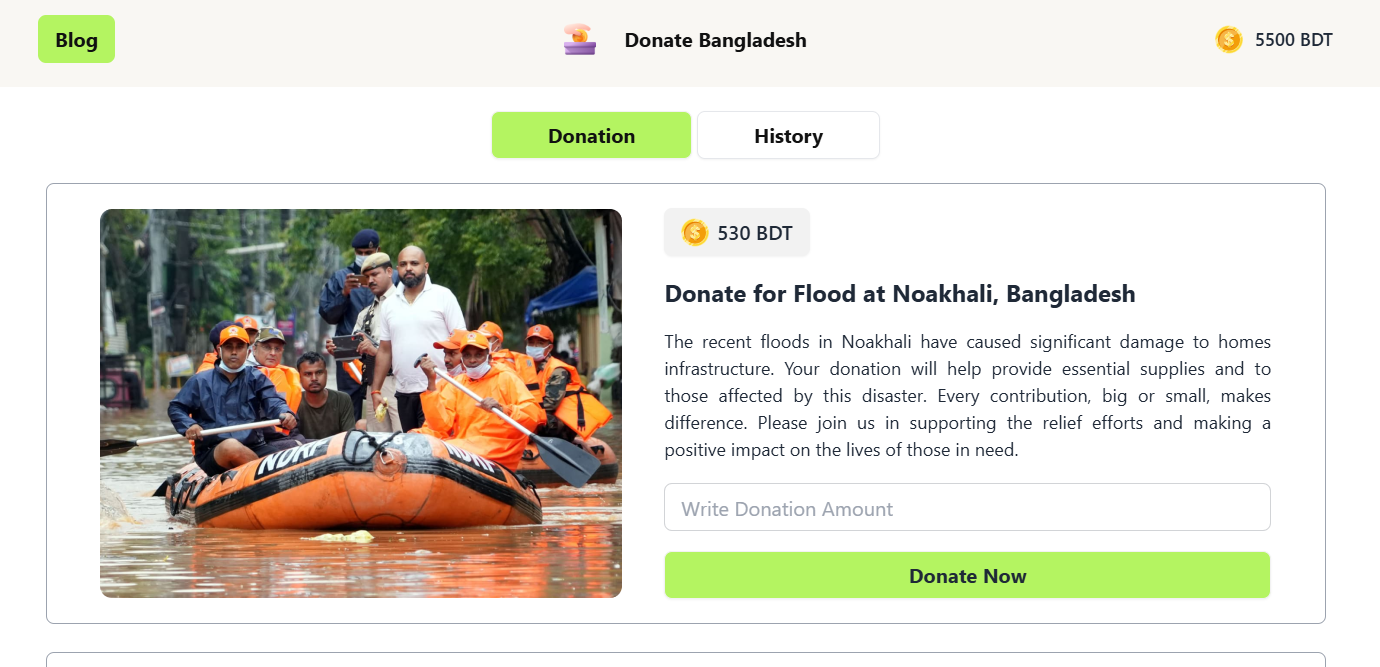 Blog
Donate Bangladesh
5500 BDT
Donation
History
530 BDT
Donate for Flood at Noakhali, Bangladesh
The recent floods in Noakhali have caused significant damage to homes
infrastructure. Your donation will help provide essential supplies and to
those affected by this disaster. Every contribution, big or small, makes
difference. Please join us in supporting the relief efforts and making a
positive impact on the lives of those in need.
Write Donation Amount
Donate Now
NDRF
NDRF